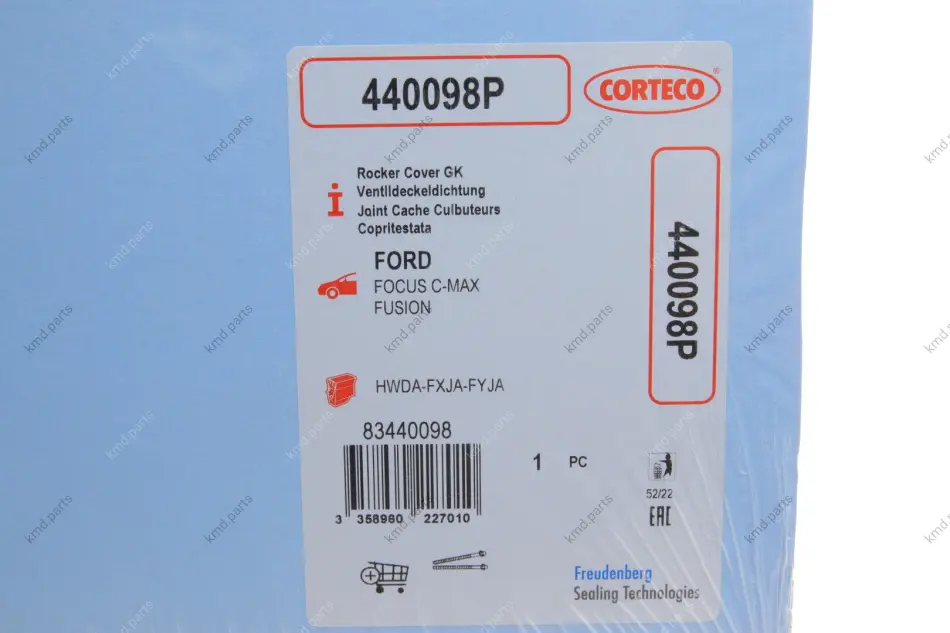 440098P
CORTECO®
Rocker Cover GK
Ventildeckeldichtung
Joint Cache Culbuteurs
Copritestata
FORD
FOCUS C-MAX
FUSION
440098P
HWDA-FXJA-FYJA
83440098
1 PC
3 358960 227010
52/22
EAC
Freudenberg
Sealing Technologies
kmd.parts